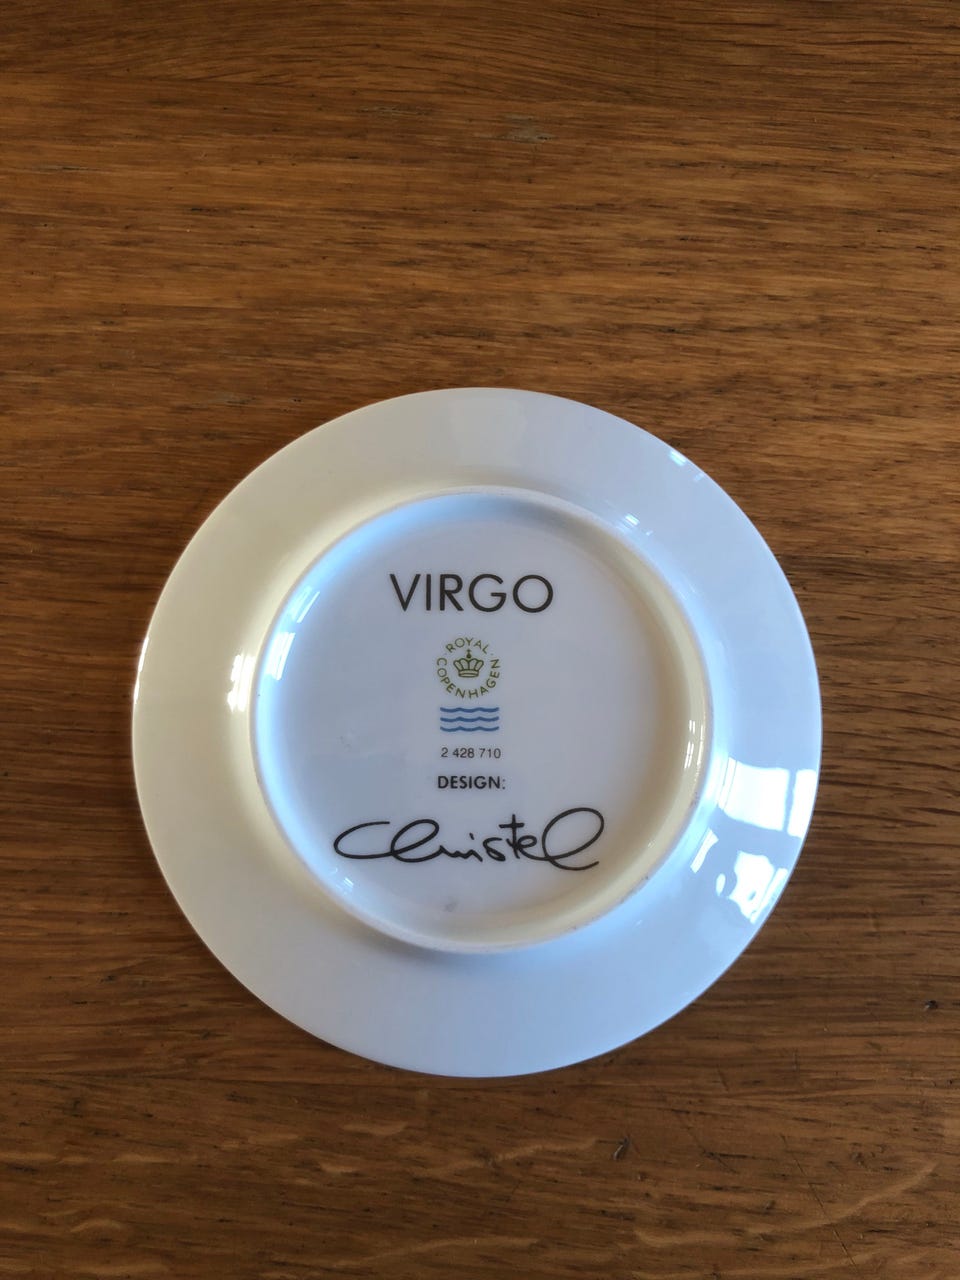 VIRGO
ROYAL COPENHAGEN
2 428 710
DESIGN:
Christel